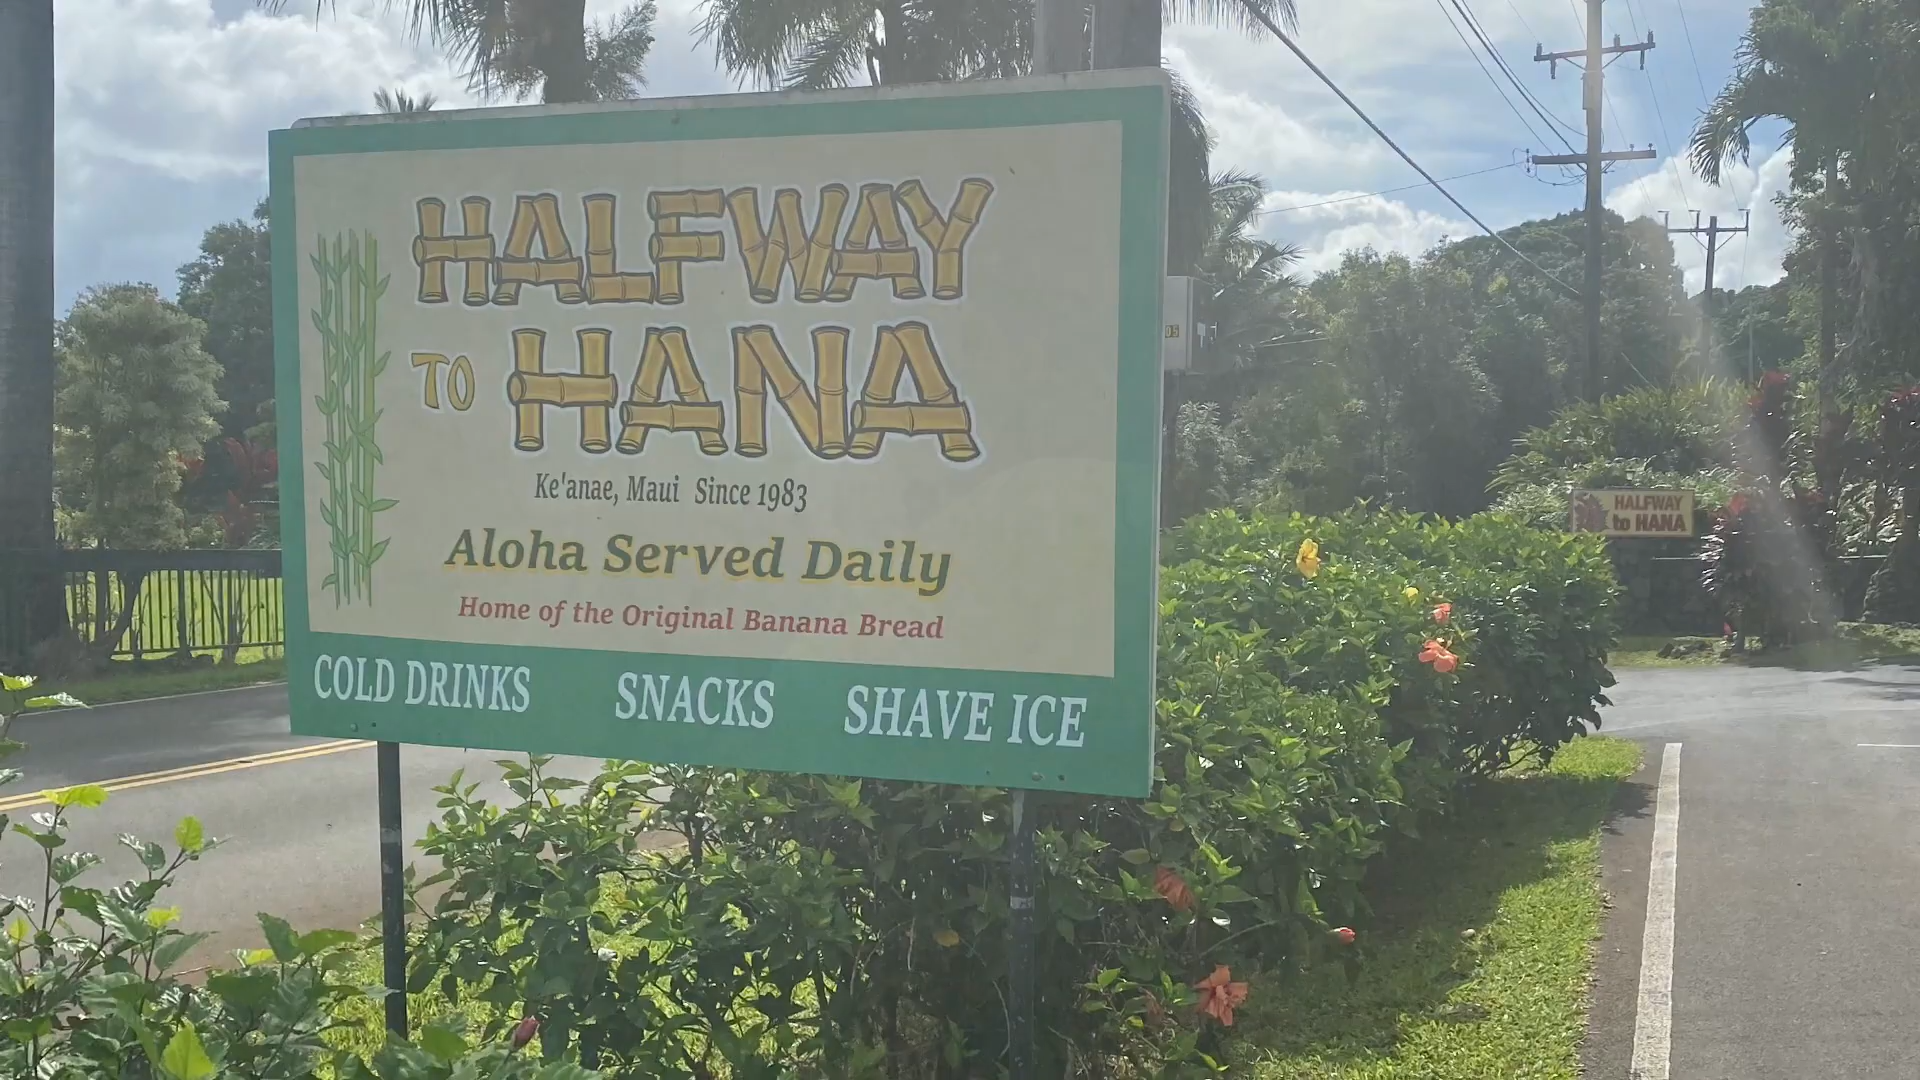 HALFWAY
TO HANA
Ke'anae, Maui Since 1983
Aloha Served Daily
Home of the Original Banana Bread
COLD DRINKS SNACKS SHAVE ICE
05
HALFWAY
to HANA